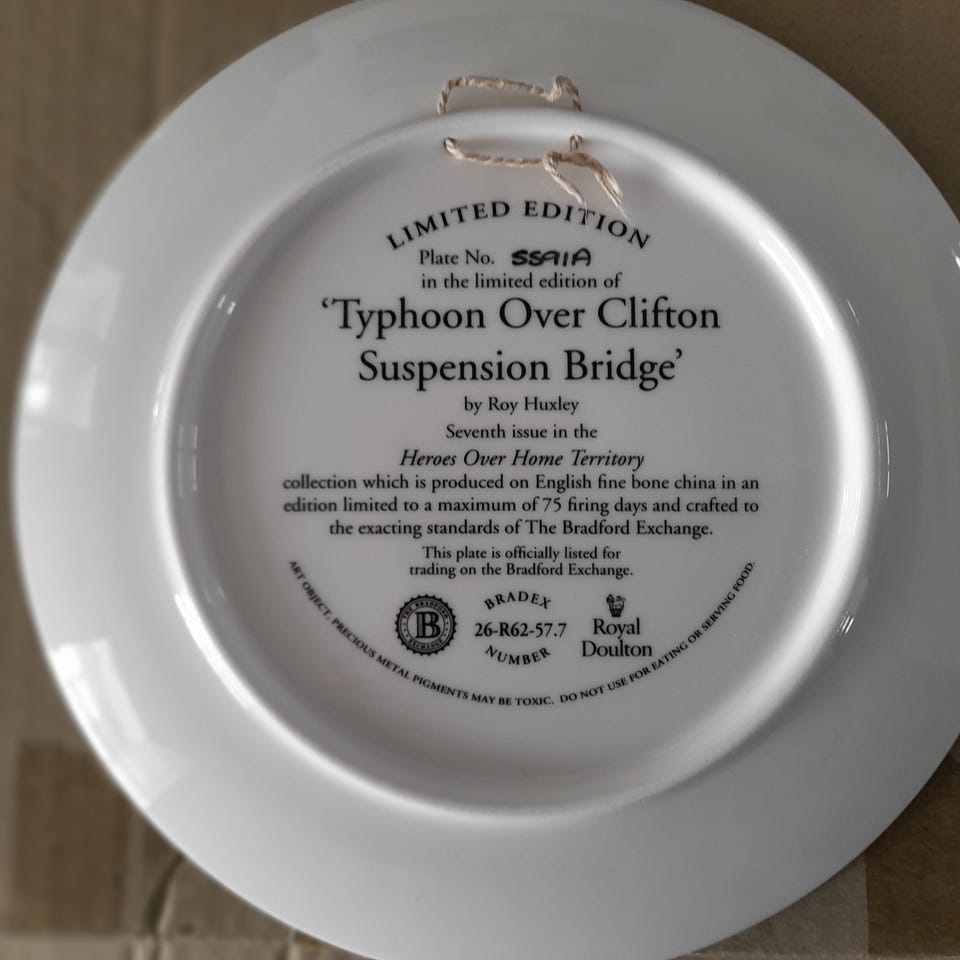 LIMITED EDITION
Plate No. SS91A
in the limited edition of
‘Typhoon Over Clifton
Suspension Bridge’
by Roy Huxley
Seventh issue in the
Heroes Over Home Territory
collection which is produced on English fine bone china in an
edition limited to a maximum of 75 firing days and crafted to
the exacting standards of The Bradford Exchange.
This plate is officially listed for
trading on the Bradford Exchange.
THE BRADFORD
B
EXCHANGE
BRADEX
26-R62-57.7
NUMBER
Royal
Doulton
ART OBJECT, PRECIOUS METAL PIGMENTS MAY BE TOXIC. DO NOT USE FOR EATING OR SERVING FOOD.